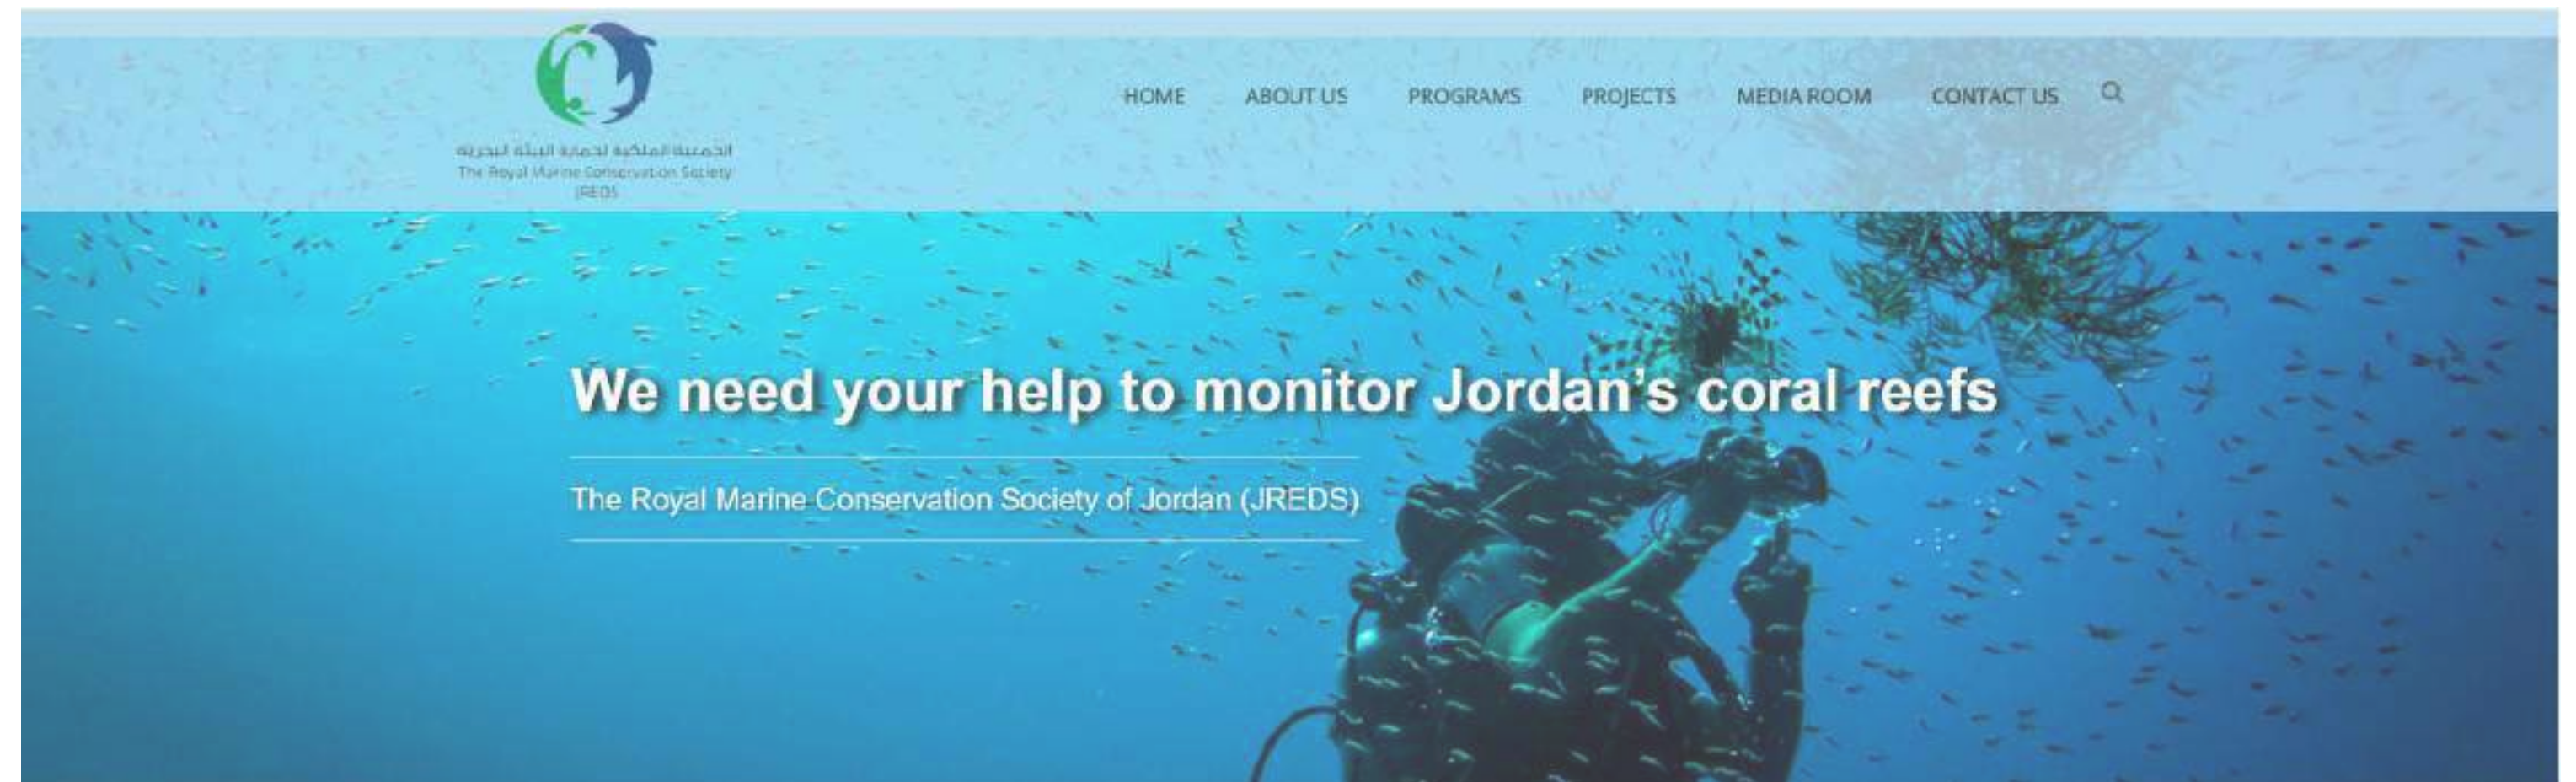 الجمعية الملكية لحماية البيئة البحرية
The Royal Marine Conservation Society
JREDS
HOME ABOUT US PROGRAMS PROJECTS MEDIA ROOM CONTACT US
We need your help to monitor Jordan's coral reefs
The Royal Marine Conservation Society of Jordan (JREDS)